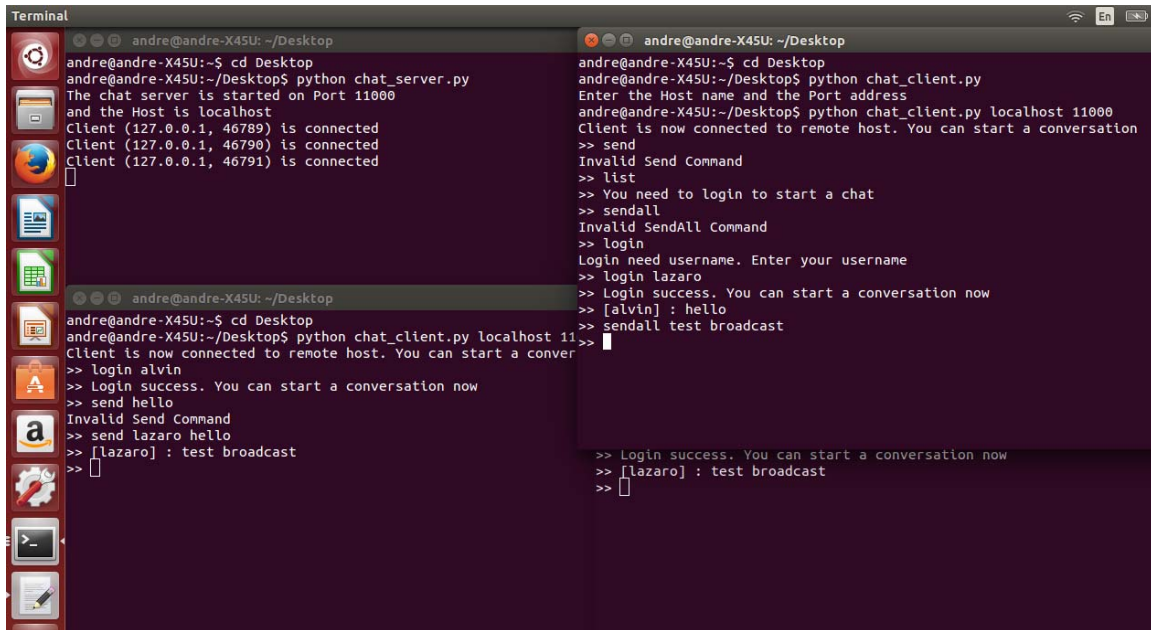 Terminal
En
andre@andre-X45U: ~/Desktop
andre@andre-X45U:~$ cd Desktop
andre@andre-X45U:~/Desktop$ python chat_server.py
The chat server is started on Port 11000
and the Host is localhost
Client (127.0.0.1, 46789) is connected
Client (127.0.0.1, 46790) is connected
Client (127.0.0.1, 46791) is connected
andre@andre-X45U: ~/Desktop
andre@andre-X45U:~$ cd Desktop
andre@andre-X45U:~/Desktop$ python chat_client.py
Enter the Host name and the Port address
andre@andre-X45U:~/Desktop$ python chat_client.py localhost 11000
Client is now connected to remote host. You can start a conversation
>> send
Invalid Send Command
>> list
>> You need to login to start a chat
>> sendall
Invalid SendAll Command
>> login
Login need username. Enter your username
>> login lazaro
>> Login success. You can start a conversation now
>> [alvin] : hello
>> sendall test broadcast
>>
andre@andre-X45U: ~/Desktop
andre@andre-X45U:~$ cd Desktop
andre@andre-X45U:~/Desktop$ python chat_client.py localhost 11
Client is now connected to remote host. You can start a conver
>> login alvin
>> Login success. You can start a conversation now
>> send hello
Invalid Send Command
>> send lazaro hello
>> [lazaro] : test broadcast
>>
>> Login success. You can start a conversation now
>> [lazaro] : test broadcast
>>